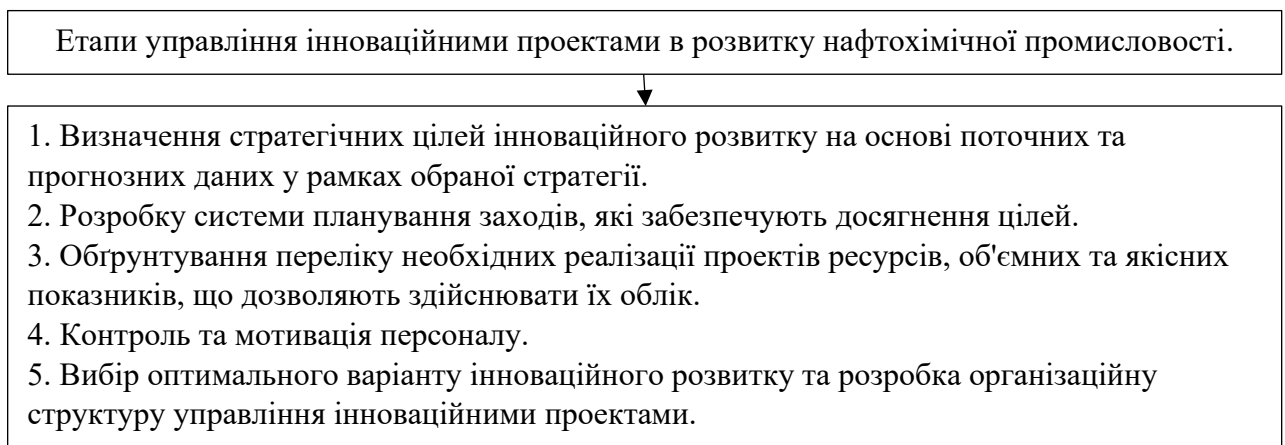 Етапи управління інноваційними проектами в розвитку нафтохімічної промисловості.
1. Визначення стратегічних цілей інноваційного розвитку на основі поточних та
прогнозних даних у рамках обраної стратегії.
2. Розробку системи планування заходів, які забезпечують досягнення цілей.
3. Обґрунтування переліку необхідних реалізації проектів ресурсів, об'ємних та якісних
показників, що дозволяють здійснювати їх облік.
4. Контроль та мотивація персоналу.
5. Вибір оптимального варіанту інноваційного розвитку та розробка організаційну
структуру управління інноваційними проектами.